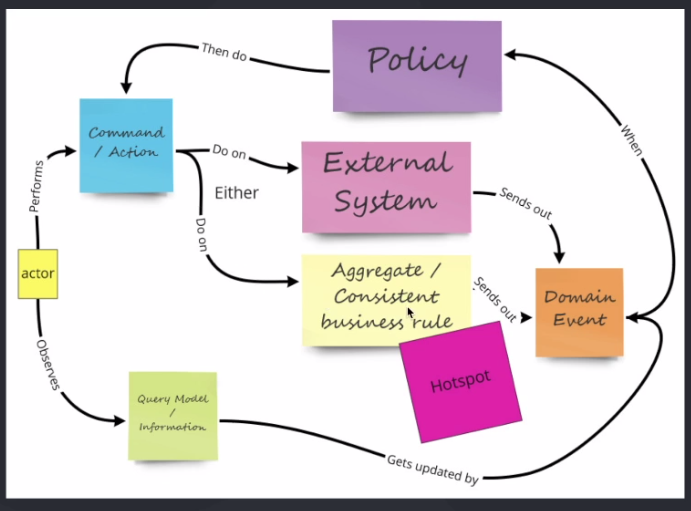 Then do
Policy
Command
/ Action
Do on
External
System
When
Either
Performs
Do on
Sends out
actor
Aggregate /
Consistent
business rule
Sends out
Domain
Event
Hotspot
Observes
Query Model
/
Information
Gets updated by